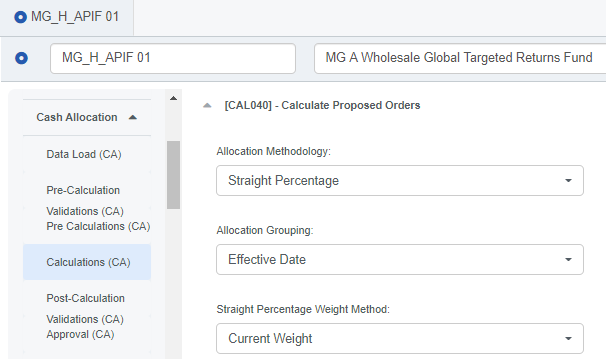 MG_H_APIF 01
MG_H_APIF 01
MG A Wholesale Global Targeted Returns Fund
Cash Allocation
Data Load (CA)
Pre-Calculation
Validations (CA)
Pre Calculations (CA)
Calculations (CA)
Post-Calculation
Validations (CA)
Approval (CA)
[CAL040] - Calculate Proposed Orders
Allocation Methodology:
Straight Percentage
Allocation Grouping:
Effective Date
Straight Percentage Weight Method:
Current Weight